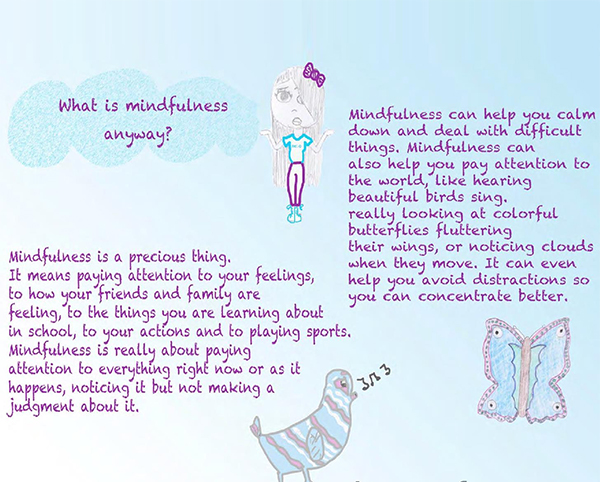 What is mindfulness
anyway?
Mindfulness is a precious thing.
It means paying attention to your feelings,
to how your friends and family are
feeling, to the things you are learning about
in school, to your actions and to playing sports.
Mindfulness is really about paying
attention to everything right now or as it
happens, noticing it but not making a
judgment about it.
Mindfulness can help you calm
down and deal with difficult
things. Mindfulness can
also help you pay attention to
the world, like hearing
beautiful birds sing.
really looking at colorful
butterflies fluttering
their wings, or noticing clouds
when they move. It can even
help you avoid distractions so
you can concentrate better.